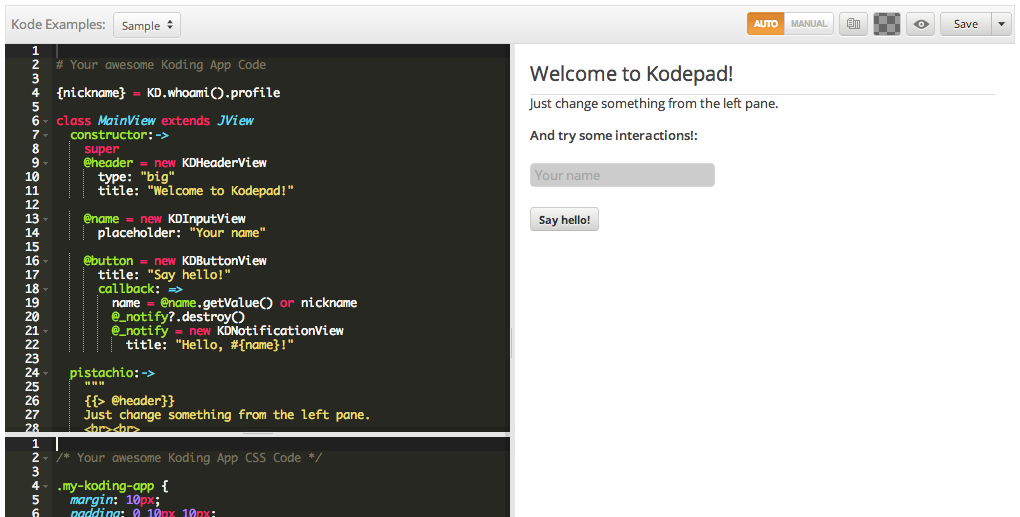 Kode Examples: Sample AUTO MANUAL Save
1
2 # Your awesome Koding App Code
3
4 {nickname} = KD.whoami().profile
5
6 class MainView extends JView
7 constructor:->
8 super
9 @header = new KDHeaderView
10 type: "big"
11 title: "Welcome to Kodepad!"
12
13 @name = new KDInputView
14 placeholder: "Your name"
15
16 @button = new KDButtonView
17 title: "Say hello!"
18 callback: =>
19 name = @name.getValue() or nickname
20 @_notify?.destroy()
21 @_notify = new KDNotificationView
22 title: "Hello, #{name}!"
23
24 pistachio:->
25 """
26 {{> @header}}
27 Just change something from the left pane.
28 <br><br>
1
2 /* Your awesome Koding App CSS Code */
3
4 .my-koding-app {
5 margin: 10px;
6 padding: 0 10px 10px;
Welcome to Kodepad!
Just change something from the left pane.
And try some interactions!:
Your name
Say hello!